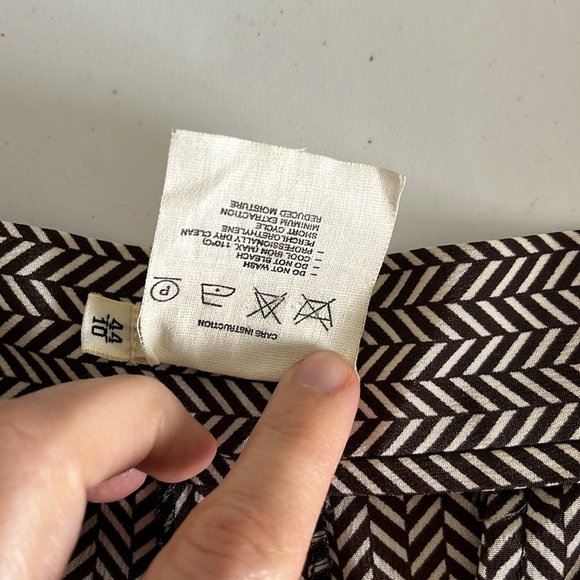 CARE INSTRUCTION
P
– DO NOT WASH
– DO NOT BLEACH
– COOL IRON (MAX. 110°C)
– PROFESSIONALLY DRY CLEAN
PERCHLORETHYLENE
SHORT CYCLE
MINIMUM EXTRACTION
REDUCED MOISTURE
44
10